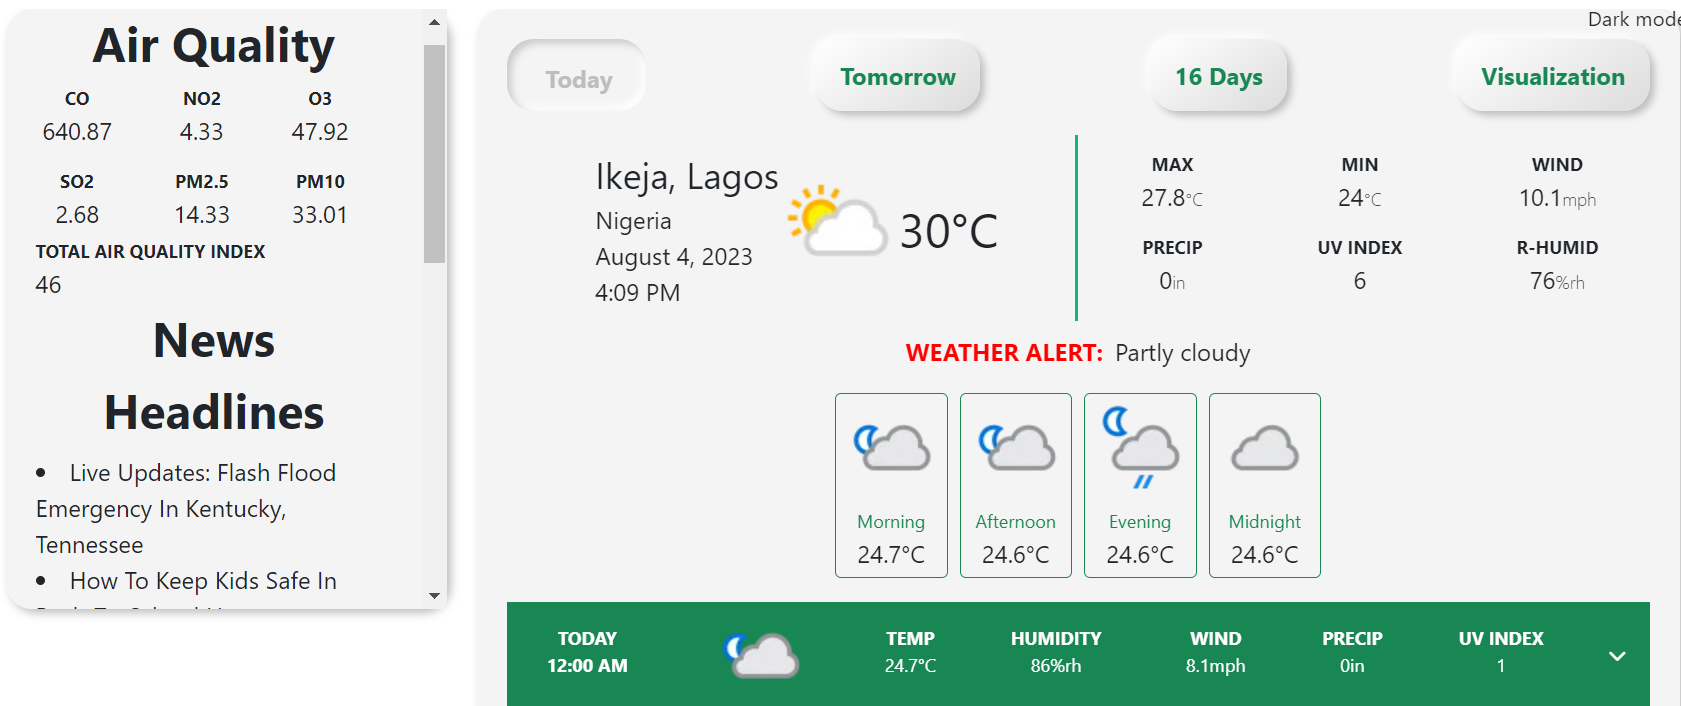 Air Quality
CO NO2 O3
640.87 4.33 47.92
SO2 PM2.5 PM10
2.68 14.33 33.01
TOTAL AIR QUALITY INDEX
46
News
Headlines
• Live Updates: Flash Flood
Emergency In Kentucky,
Tennessee
• How To Keep Kids Safe In
Dark mode
Today Tomorrow 16 Days Visualization
Ikeja, Lagos
Nigeria
August 4, 2023
4:09 PM
30°C
MAX MIN WIND
27.8°C 24°C 10.1mph
PRECIP UV INDEX R-HUMID
0in 6 76%rh
WEATHER ALERT: Partly cloudy
Morning Afternoon Evening Midnight
24.7°C 24.6°C 24.6°C 24.6°C
TODAY TEMP HUMIDITY WIND PRECIP UV INDEX
12:00 AM 24.7°C 86%rh 8.1mph 0in 1